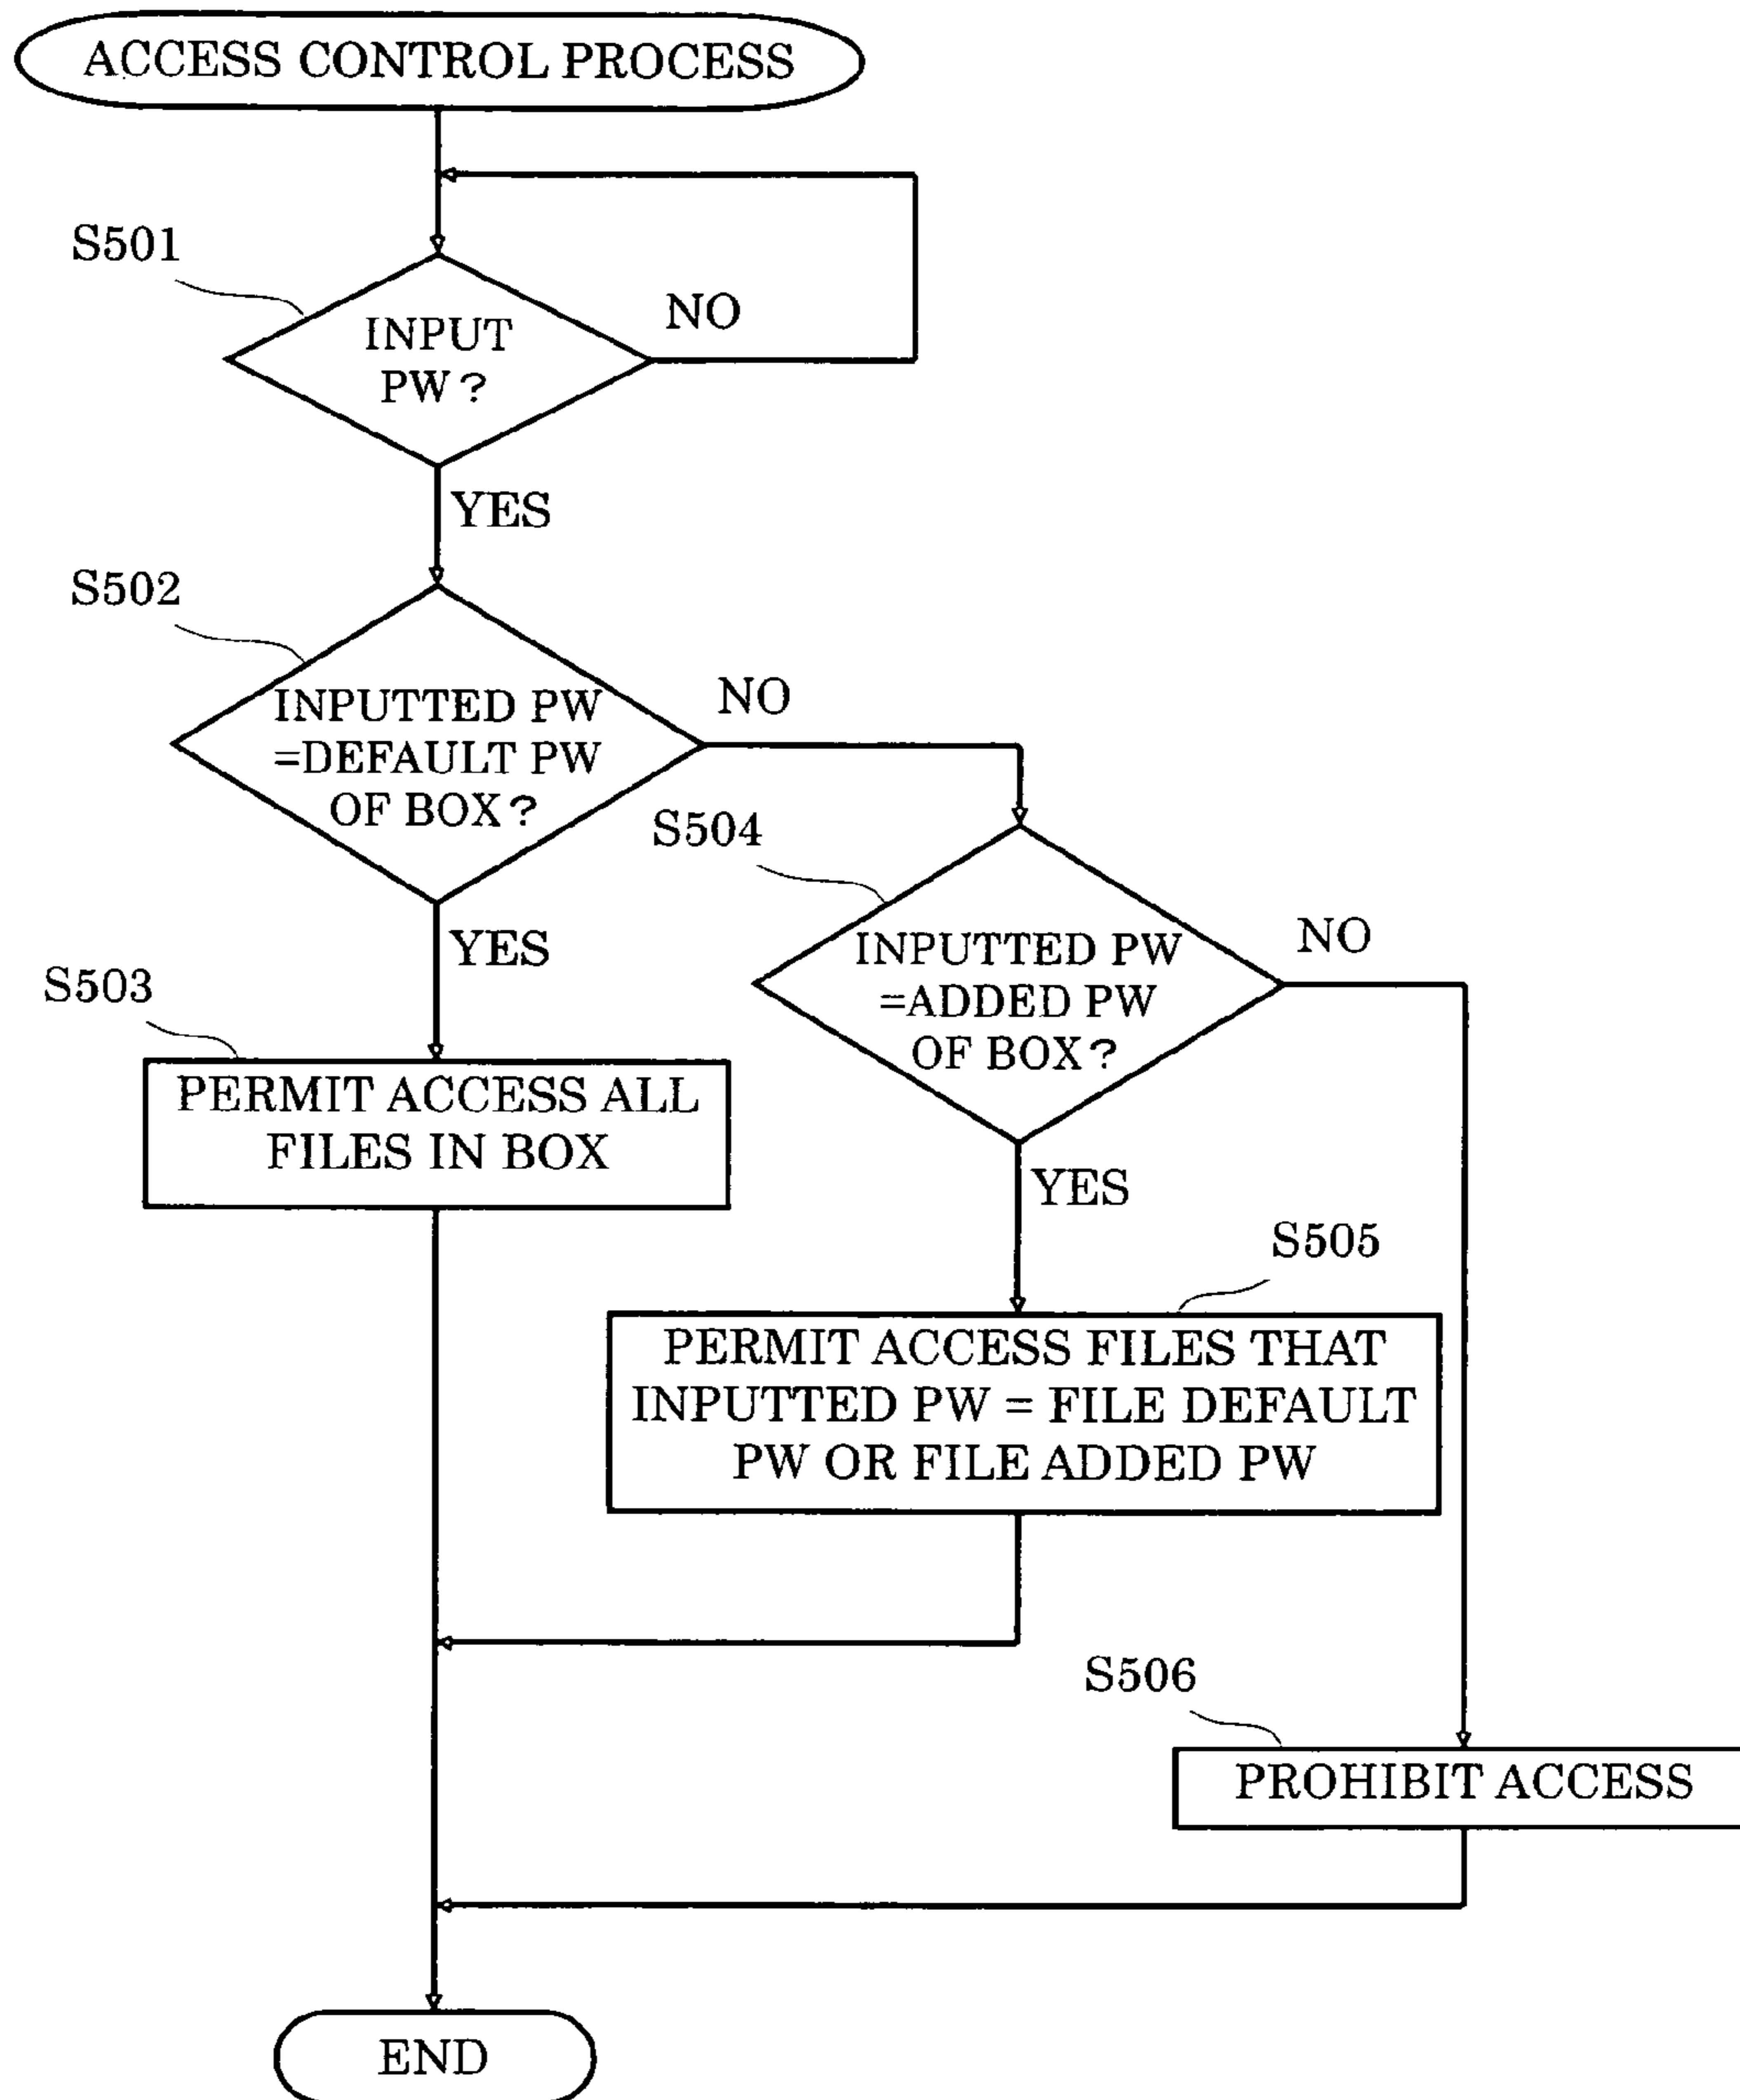 ACCESS CONTROL PROCESS
S501
INPUT
PW?
NO
YES
S502
INPUTTED PW
=DEFAULT PW
OF BOX?
NO
YES
S503
PERMIT ACCESS ALL
FILES IN BOX
S504
INPUTTED PW
=ADDED PW
OF BOX?
NO
YES
S505
PERMIT ACCESS FILES THAT
INPUTTED PW = FILE DEFAULT
PW OR FILE ADDED PW
S506
PROHIBIT ACCESS
END